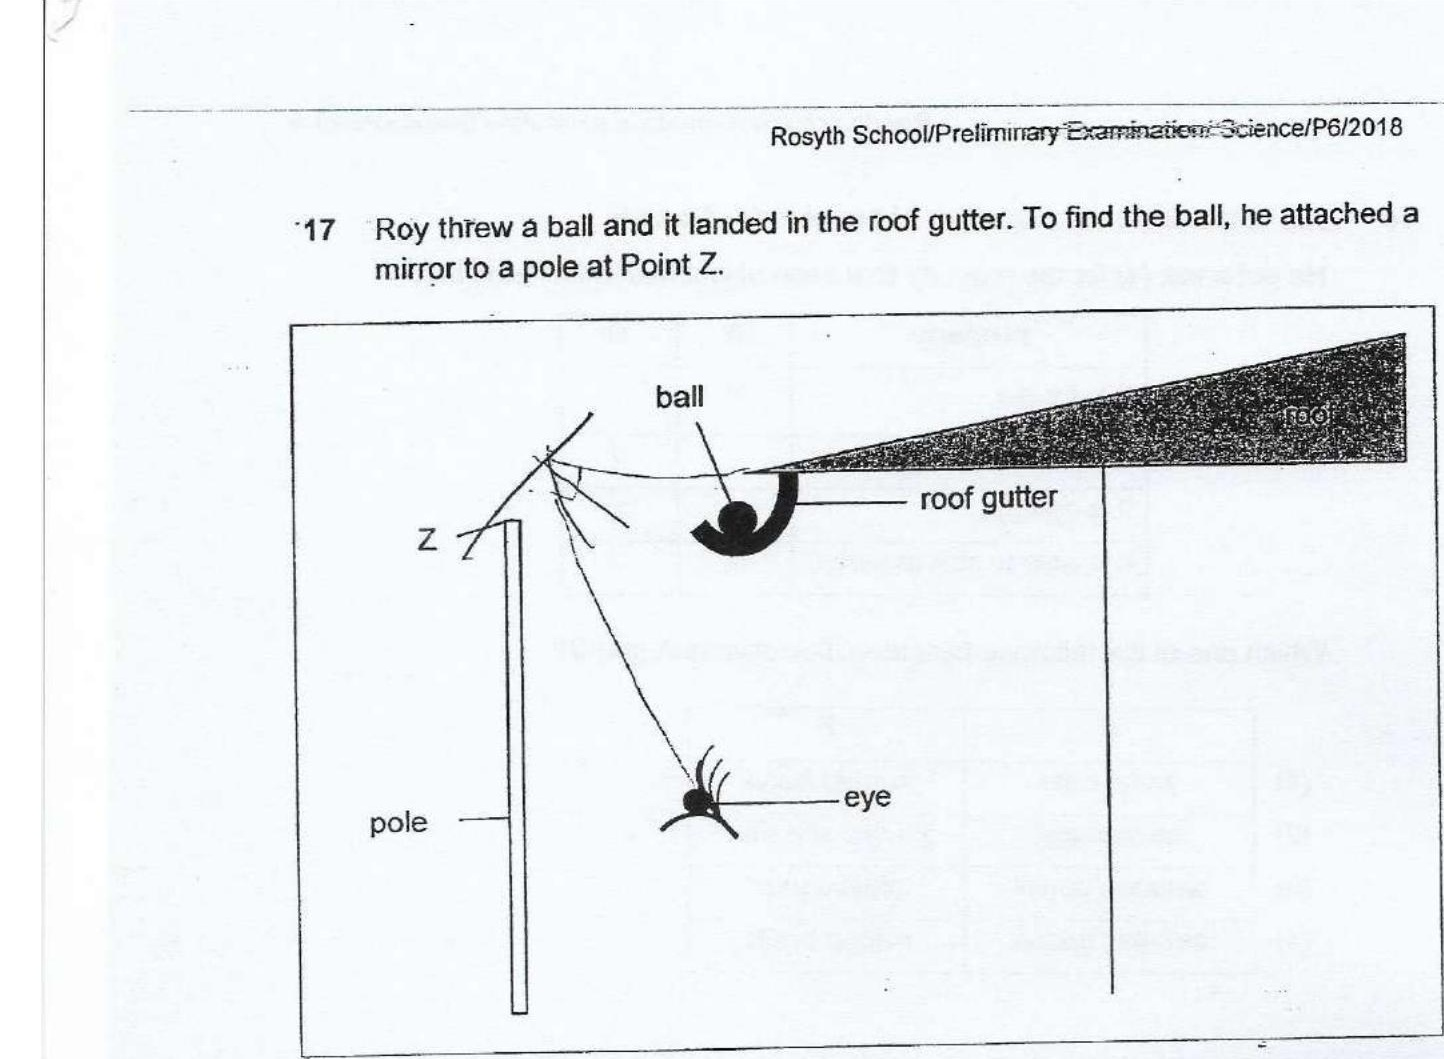 Rosyth School/Preliminary Examination/Science/P6/2018
17 Roy threw a ball and it landed in the roof gutter. To find the ball, he attached a
mirror to a pole at Point Z.
ball
roof
roof gutter
Z
eye
pole